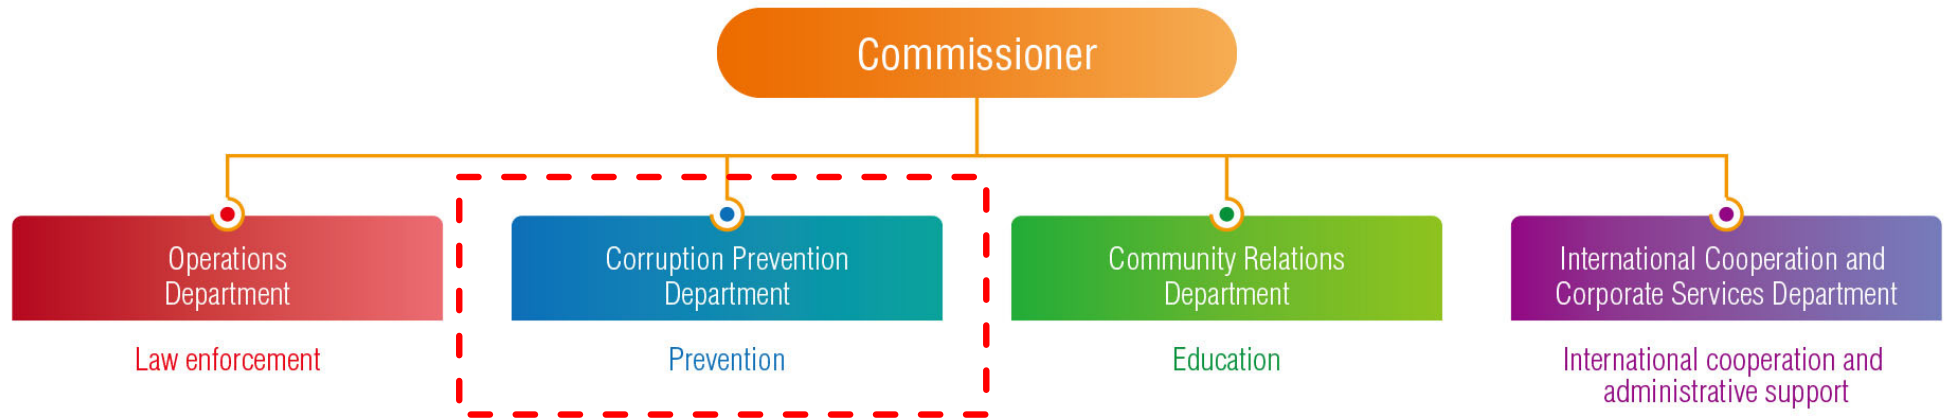 Commissioner
Operations
Department
Law enforcement
Corruption Prevention
Department
Prevention
Community Relations
Department
Education
International Cooperation and
Corporate Services Department
International cooperation and
administrative support